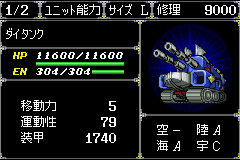 1/2 ユニット能力 サイズ L 修理 9000
ダイタンク
HP 11600/11600
EN 304/304
移動力 5
運動性 79
装甲 1740
空 - 陸 A
海 A 宇 C